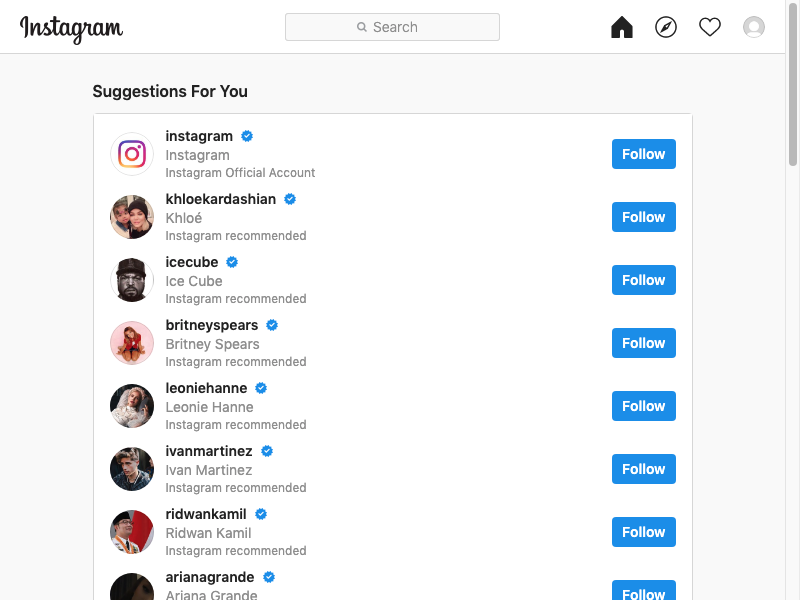 Instagram
Search
Suggestions For You
instagram
Instagram
Instagram Official Account
Follow
khloekardashian
Khloé
Instagram recommended
Follow
icecube
Ice Cube
Instagram recommended
Follow
britneyspears
Britney Spears
Instagram recommended
Follow
leoniehanne
Leonie Hanne
Instagram recommended
Follow
ivanmartinez
Ivan Martinez
Instagram recommended
Follow
ridwankamil
Ridwan Kamil
Instagram recommended
Follow
arianagrande
Ariana Grande
Follow